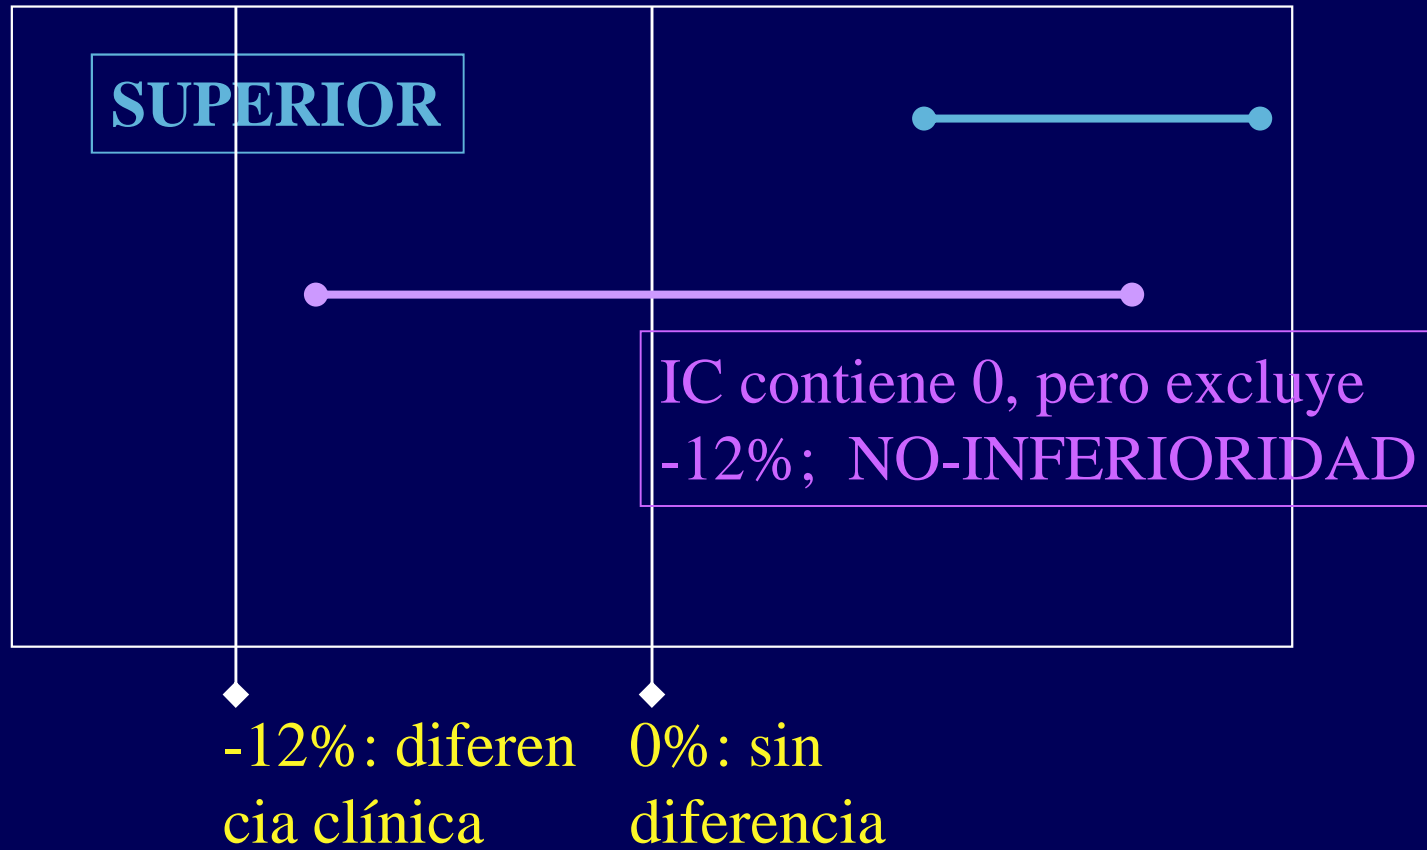 SUPERIOR
IC contiene 0, pero excluye
-12%; NO-INFERIORIDAD
-12%: diferen
cia clínica
0%: sin
diferencia